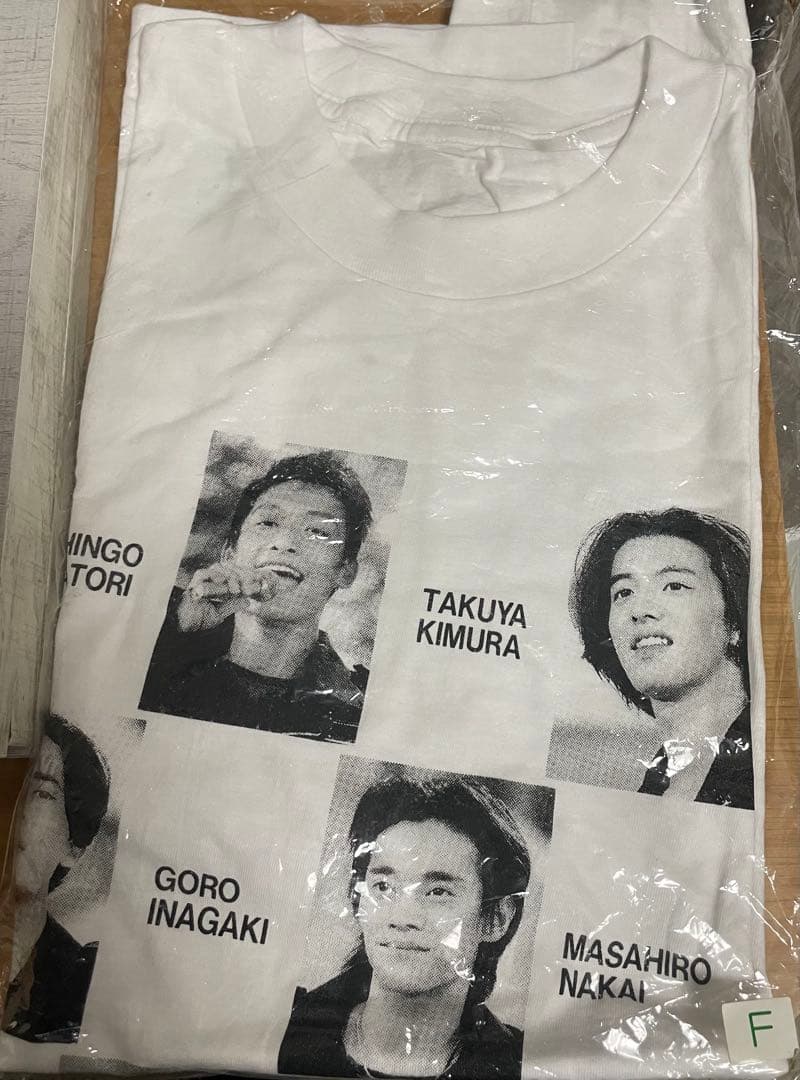 HINGO
ATORI
TAKUYA
KIMURA
GORO
INAGAKI
MASAHIRO
NAKAI
F